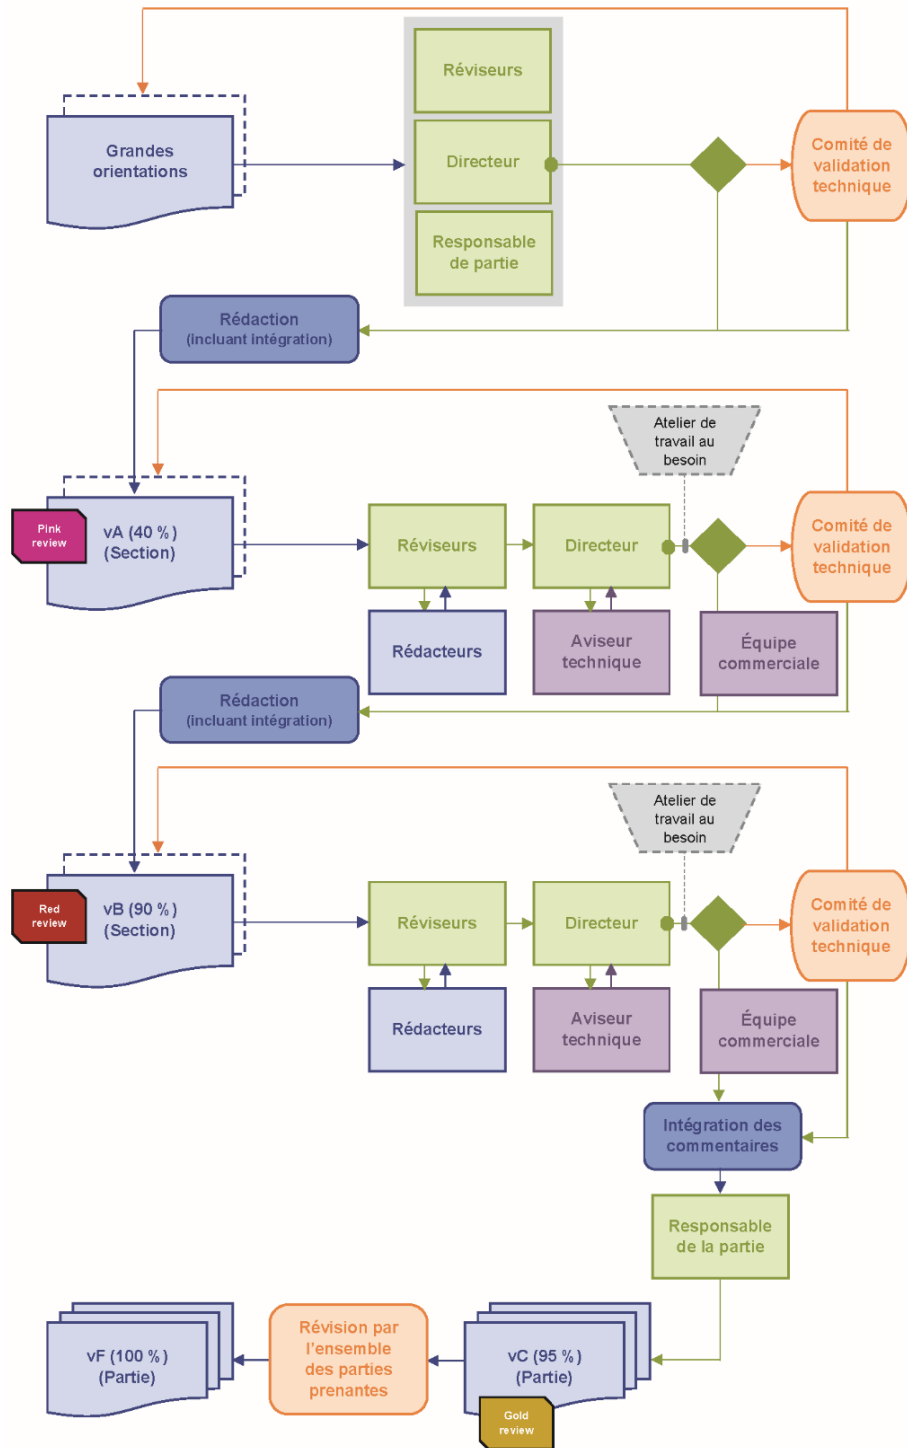 Réviseurs
Grandes
orientations
Directeur
Comité de
validation
technique
Responsable
de partie
Rédaction
(incluant intégration)
Atelier de
travail au
besoin
Pink
review
vA (40 %)
(Section)
Réviseurs
Directeur
Comité de
validation
technique
Rédacteurs
Aviseur
technique
Équipe
commerciale
Rédaction
(incluant intégration)
Atelier de
travail au
besoin
Red
review
vB (90 %)
(Section)
Réviseurs
Directeur
Comité de
validation
technique
Rédacteurs
Aviseur
technique
Équipe
commerciale
Intégration des
commentaires
Responsable
de la partie
vF (100 %)
(Partie)
Révision par
l'ensemble
des parties
prenantes
vC (95 %)
(Partie)
Gold
review